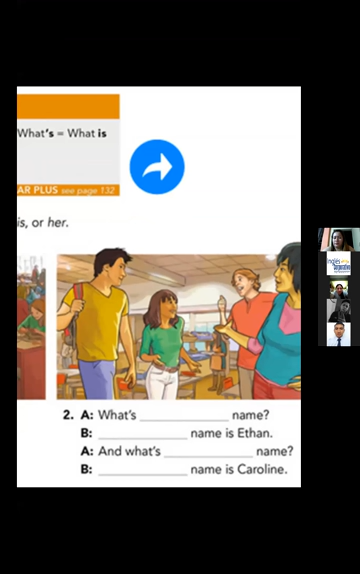 What's = What is
AR PLUS see page 132
is, or her.
2. A: What's ____________ name?
B: ____________ name is Ethan.
A: And what's ____________ name?
B: ____________ name is Caroline.